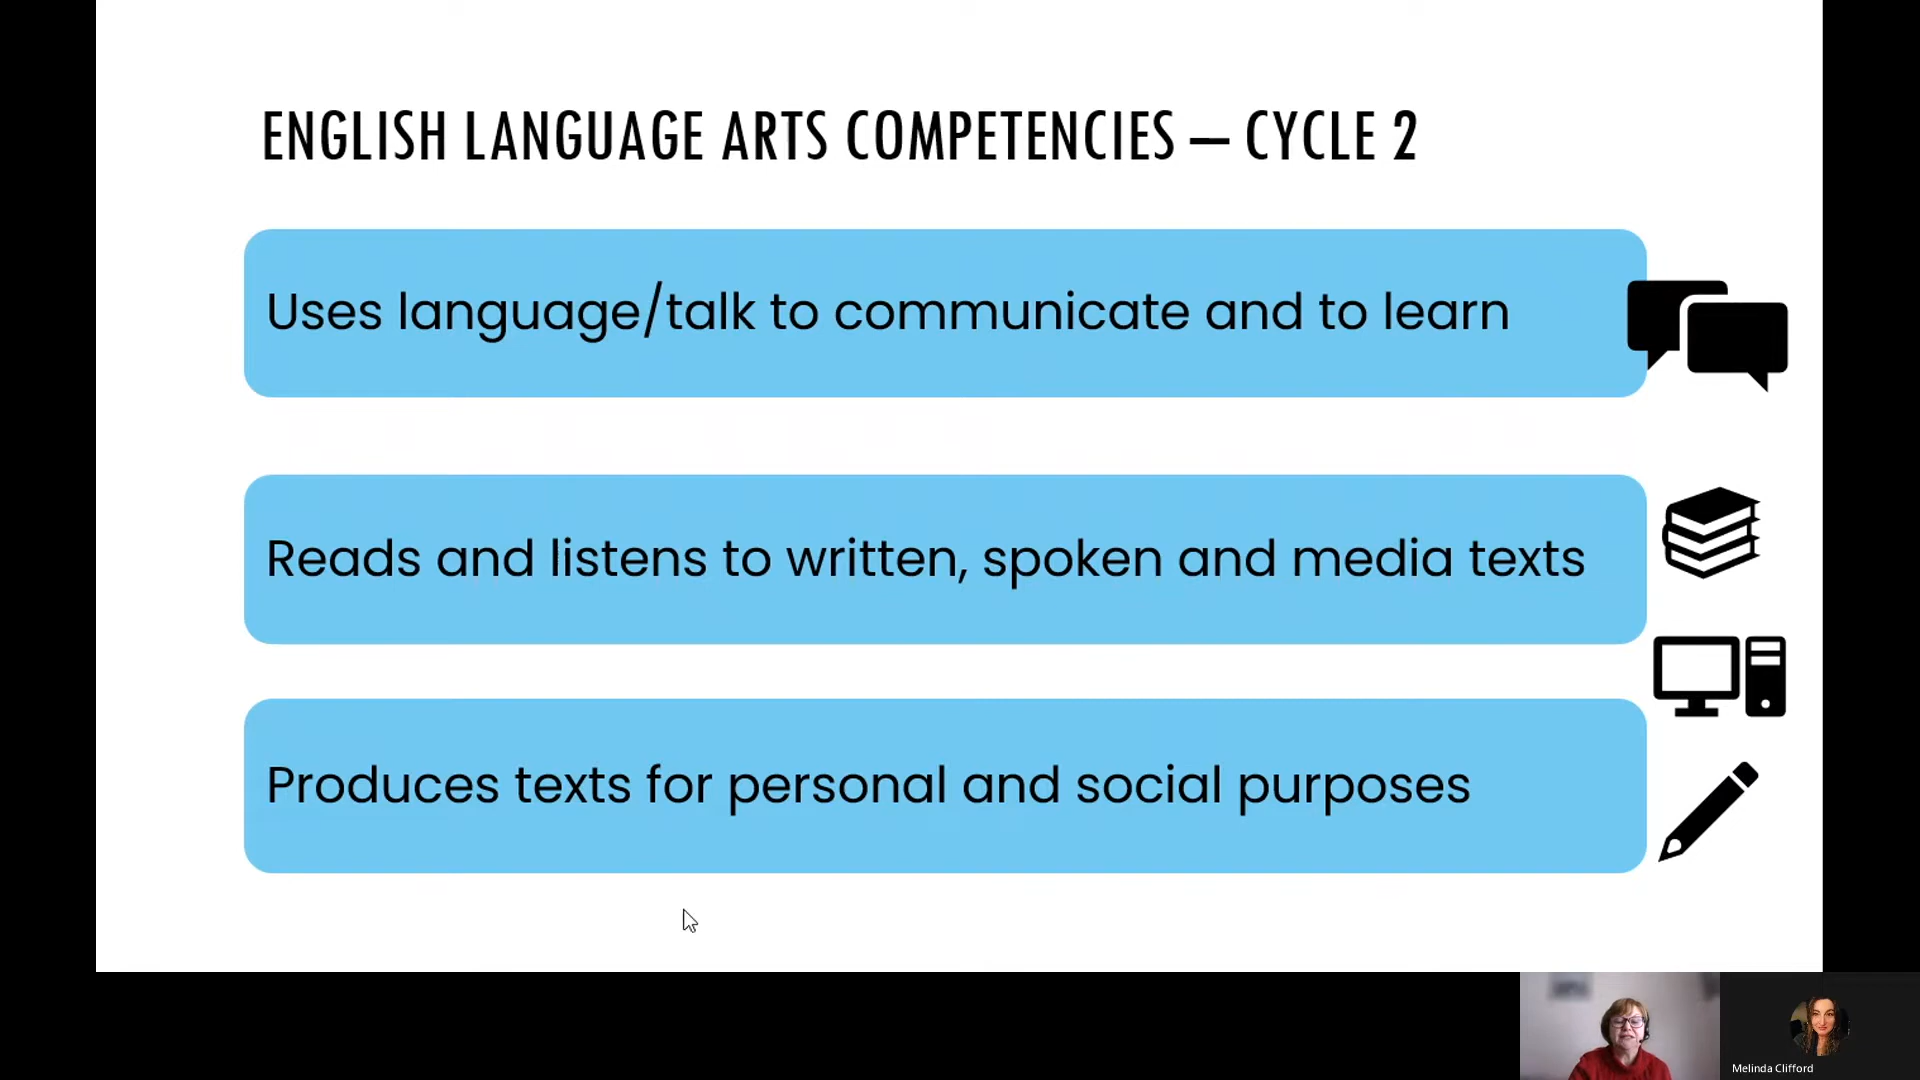 ENGLISH LANGUAGE ARTS COMPETENCIES – CYCLE 2
Uses language/talk to communicate and to learn
Reads and listens to written, spoken and media texts
Produces texts for personal and social purposes
Melinda Clifford